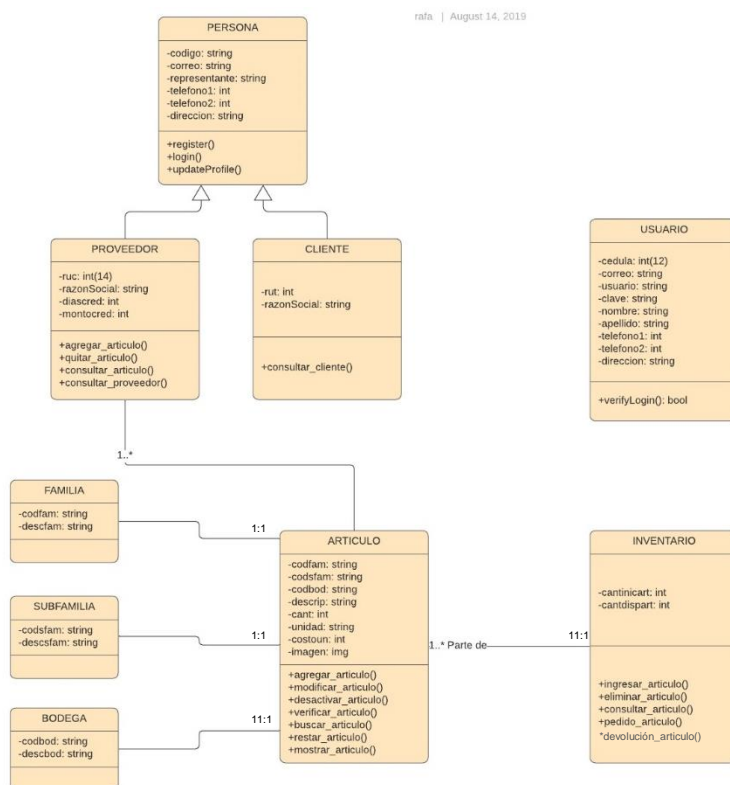 rafa | August 14, 2019
PERSONA
-codigo: string
-correo: string
-representante: string
-telefono1: int
-telefono2: int
-direccion: string
+register()
+login()
+updateProfile()
PROVEEDOR
-ruc: int(14)
-razonSocial: string
-diascred: int
-montocred: int
+agregar_articulo()
+quitar_articulo()
+consultar_articulo()
+consultar_proveedor()
CLIENTE
-rut: int
-razonSocial: string
+consultar_cliente()
USUARIO
-cedula: int(12)
-correo: string
-usuario: string
-clave: string
-nombre: string
-apellido: string
-telefono1: int
-telefono2: int
-direccion: string
+verifyLogin(): bool
1..*
FAMILIA
-codfam: string
-descfam: string
1:1
SUBFAMILIA
-codsfam: string
-descsfam: string
1:1
BODEGA
-codbod: string
-descbod: string
11:1
ARTICULO
-codfam: string
-codsfam: string
-codbod: string
-descrip: string
-cant: int
-unidad: string
-costoun: int
-imagen: img
+agregar_articulo()
+modificar_articulo()
+desactivar_articulo()
+verificar_articulo()
+buscar_articulo()
+restar_articulo()
+mostrar_articulo()
1..* Parte de
11:1
INVENTARIO
-cantinicart: int
-cantdispart: int
+ingresar_articulo()
+eliminar_articulo()
+consultar_articulo()
+pedido_articulo()
*devolución_articulo()